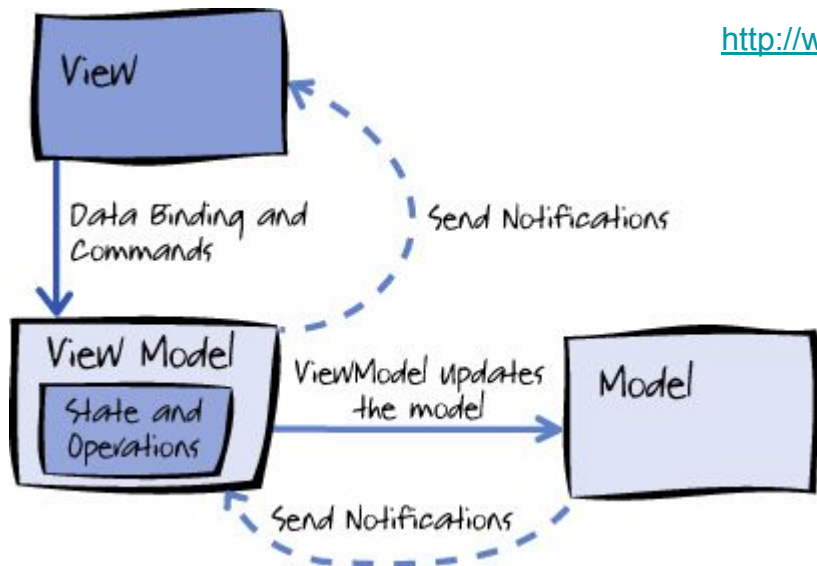 http://w
View
Data Binding and
Commands
Send Notifications
View Model
State and
Operations
ViewModel updates
the model
Model
Send Notifications